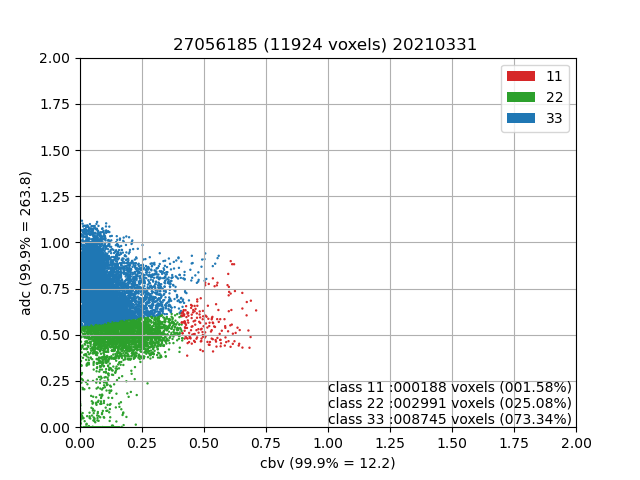 27056185 (11924 voxels) 20210331
2.00
1.75
1.50
1.25
1.00
0.75
0.50
0.25
0.00
adc (99.9% = 263.8)
11
22
33
class 11 :000188 voxels (001.58%)
class 22 :002991 voxels (025.08%)
class 33 :008745 voxels (073.34%)
0.00 0.25 0.50 0.75 1.00 1.25 1.50 1.75 2.00
cbv (99.9% = 12.2)